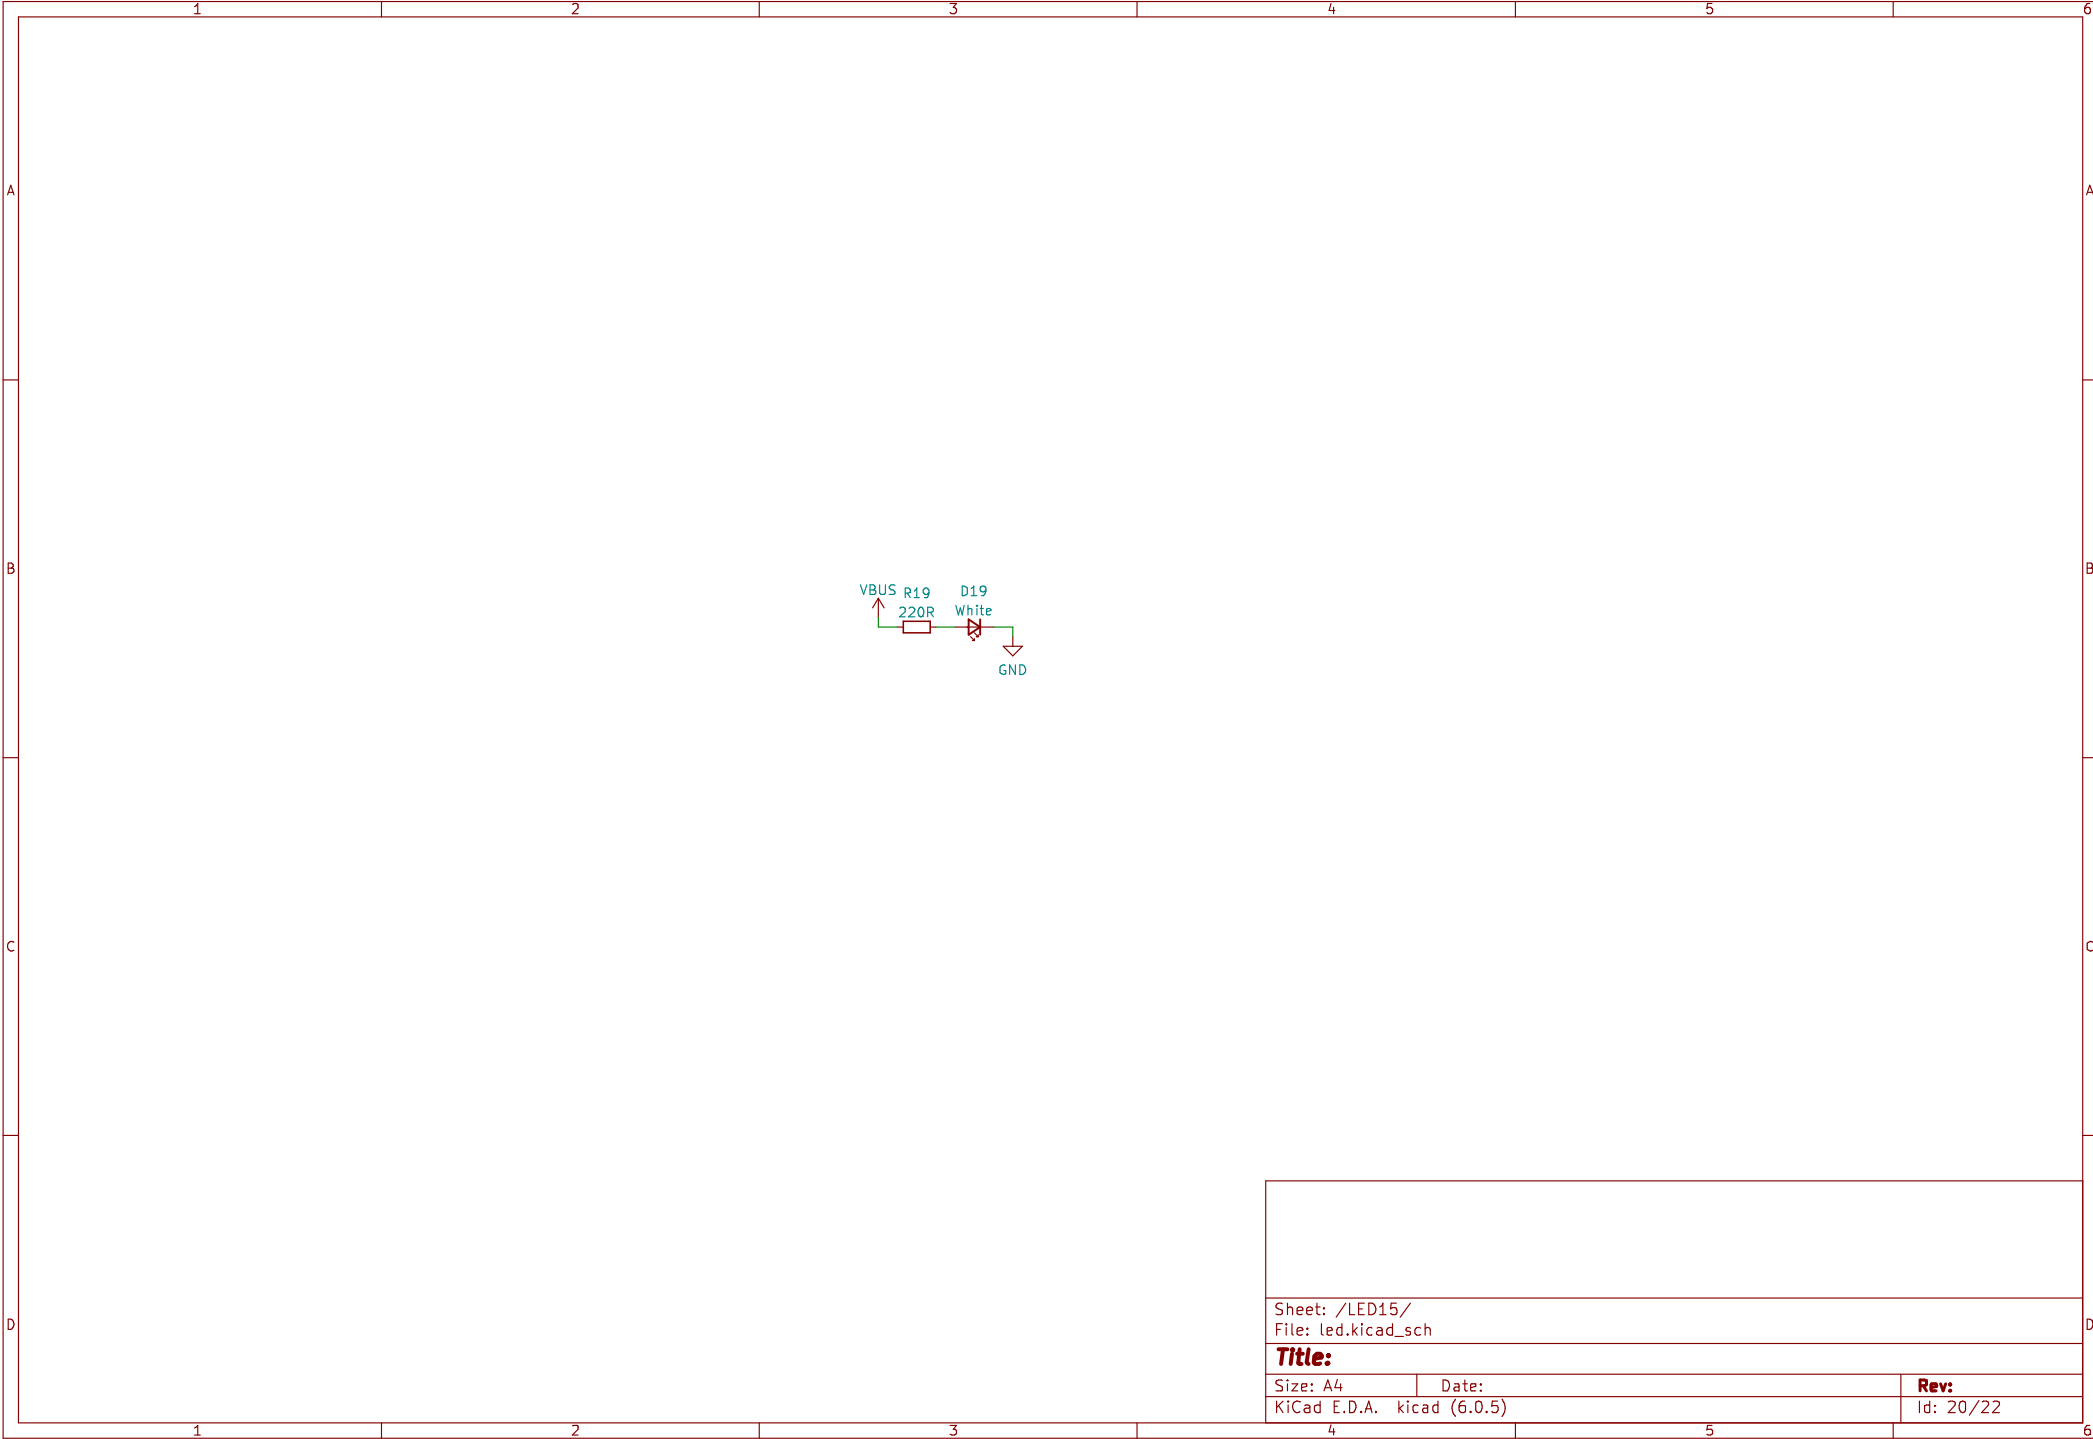 1 2 3 4 5 6
A A
B B
VBUS R19 D19
220R White
GND
C C
Sheet: /LED15/
File: led.kicad_sch
D D
Title:
Size: A4 Date: Rev:
KiCad E.D.A. kicad (6.0.5) Id: 20/22
1 2 3 4 5 6